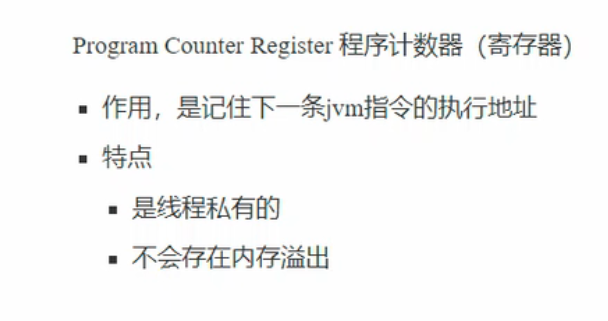 Program Counter Register 程序计数器（寄存器）
作用，是记住下一条jvm指令的执行地址
特点
是线程私有的
不会存在内存溢出